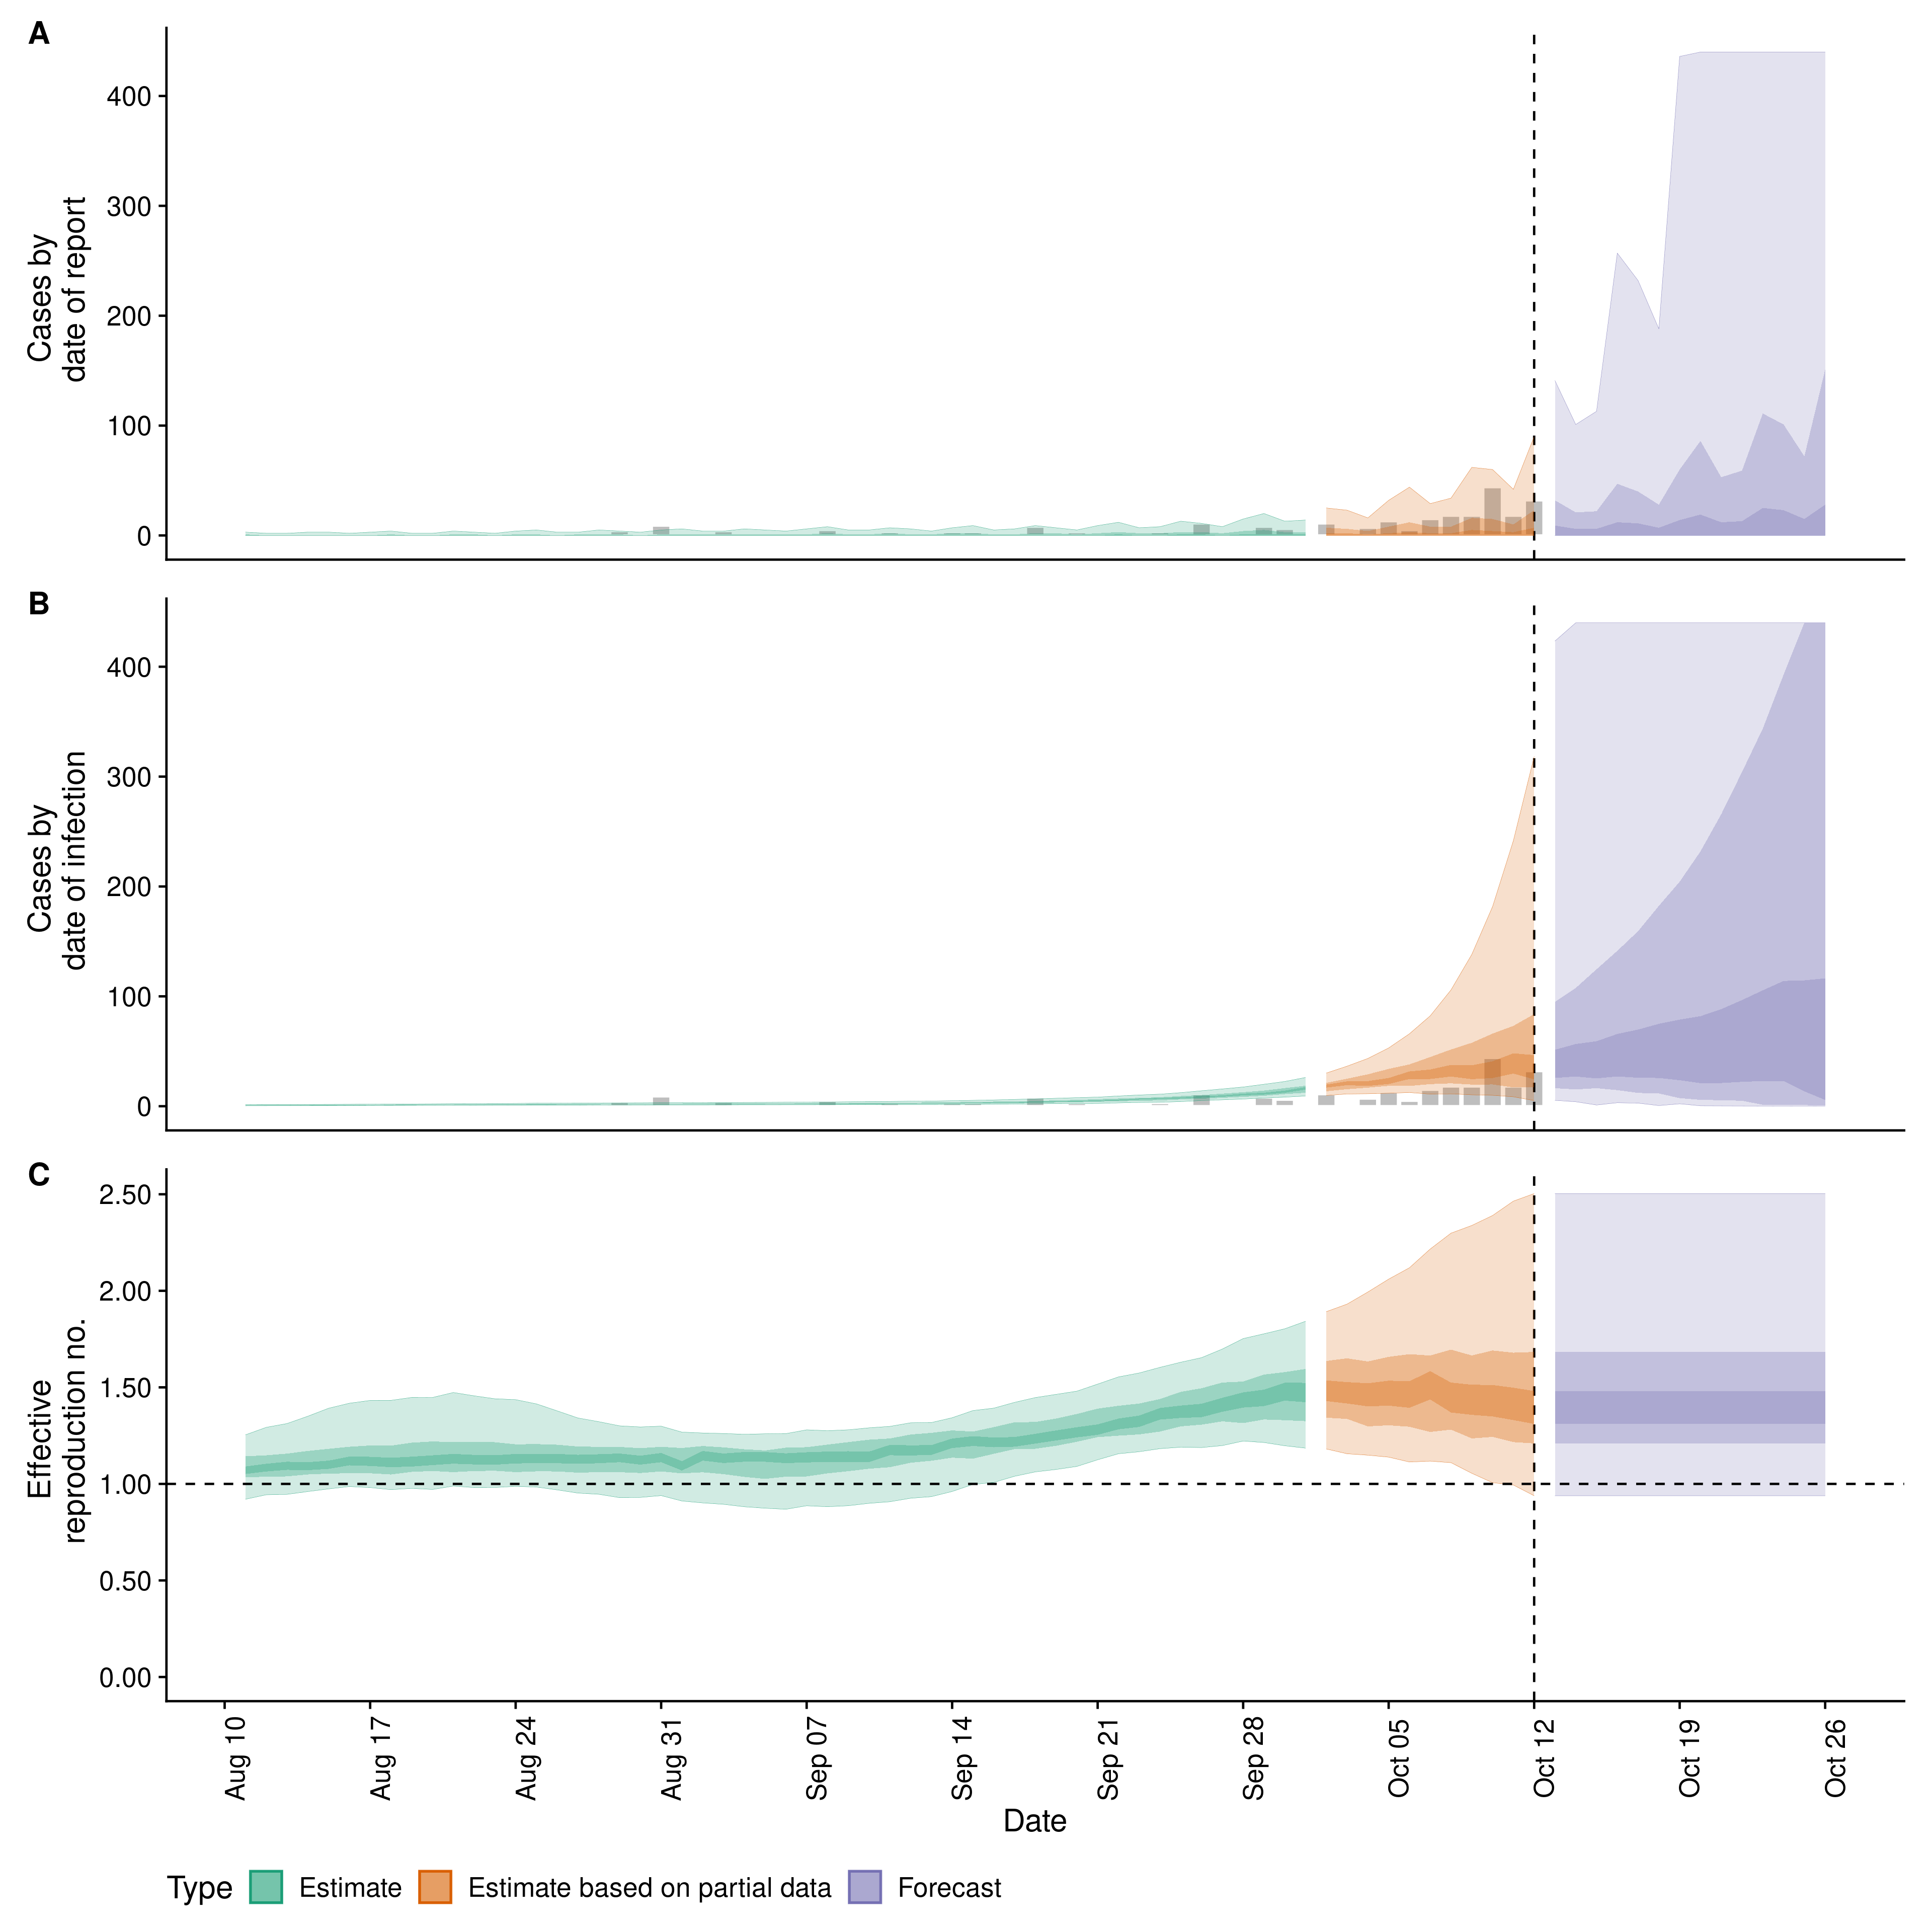 A
Cases by
date of report
400
300
200
100
0
B
Cases by
date of infection
400
300
200
100
0
C
Effective
reproduction no.
2.50
2.00
1.50
1.00
0.50
0.00
Aug 10
Aug 17
Aug 24
Aug 31
Sep 07
Sep 14
Sep 21
Sep 28
Oct 05
Oct 12
Oct 19
Oct 26
Date
Type Estimate Estimate based on partial data Forecast